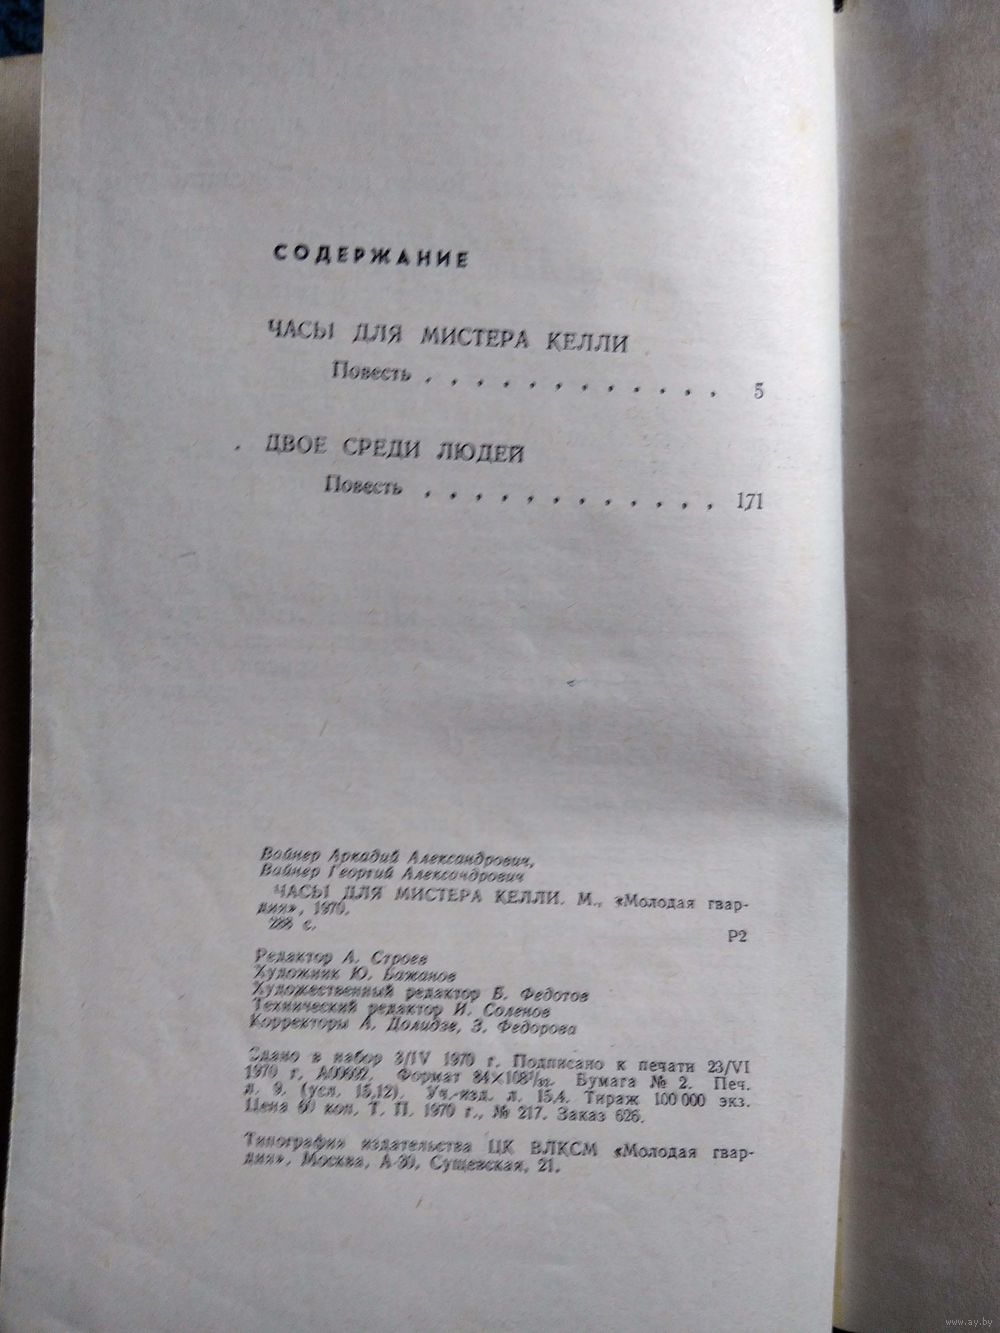 СОДЕРЖАНИЕ
ЧАСЫ ДЛЯ МИСТЕРА КЕЛЛИ
Повесть . . . . . . . . . . . . 5
ДВОЕ СРЕДИ ЛЮДЕЙ
Повесть . . . . . . . . . . . . 171
Вайнер Аркадий Александрович,
Вайнер Георгий Александрович
ЧАСЫ ДЛЯ МИСТЕРА КЕЛЛИ. М., «Молодая гвар-
дия», 1970.
288 с.
Р2
Редактор А. Строев
Художник Ю. Бажанов
Художественный редактор Б. Федотов
Технический редактор И. Соленов
Корректоры А. Долидзе, З. Федорова
Сдано в набор 3/IV 1970 г. Подписано к печати 23/VI
1970 г. А00692. Формат 84×108¹/₃₂. Бумага № 2. Печ.
л. 9. (усл. 15,12). Уч.-изд. л. 15,4. Тираж 100 000 экз.
Цена 60 коп. Т. П. 1970 г., № 217. Заказ 626.
Типография издательства ЦК ВЛКСМ «Молодая гвар-
дия». Москва, А-30, Сущевская, 21.
www.ay.by